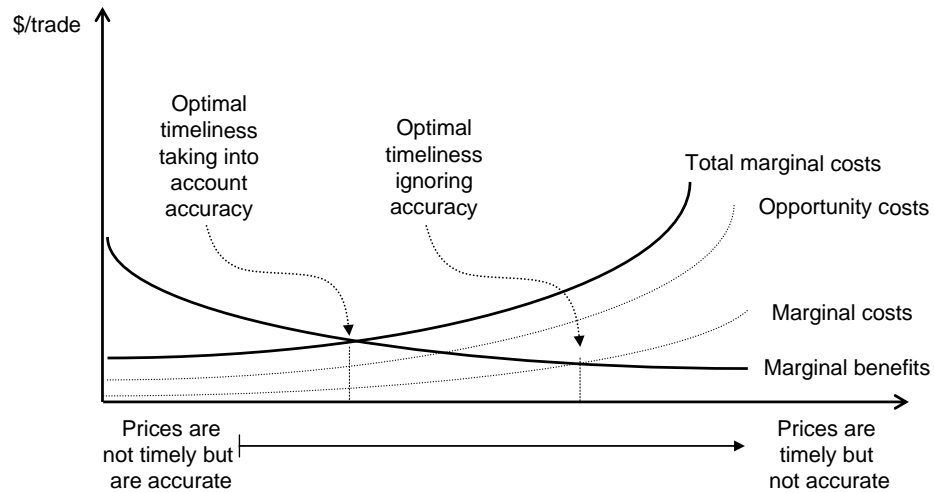 $/trade
Optimal
timeliness
taking into
account
accuracy
Optimal
timeliness
ignoring
accuracy
Total marginal costs
Opportunity costs
Marginal costs
Marginal benefits
Prices are
not timely but
are accurate
Prices are
timely but
not accurate